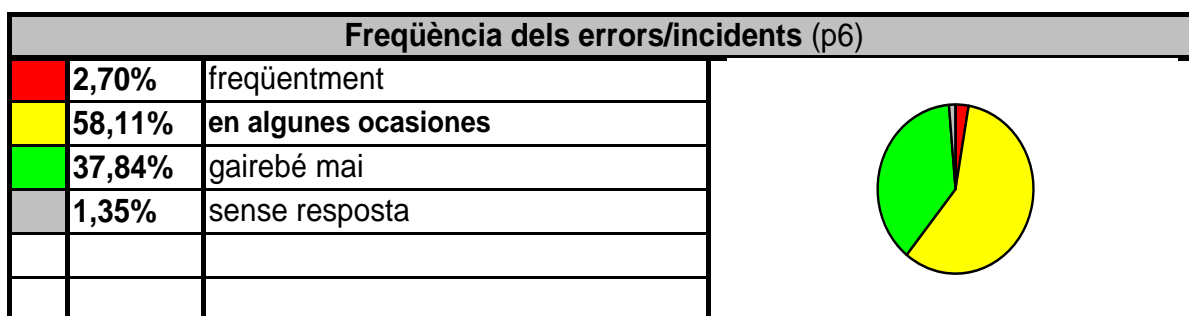 Freqüència dels errors/incidents (p6)
2,70% freqüentment
58,11% en algunes ocasiones
37,84% gairebé mai
1,35% sense resposta